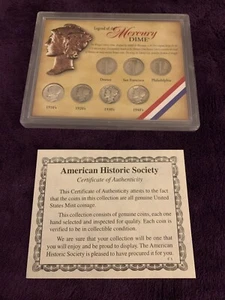 Legend of the
Mercury
DIME
Denver
San Francisco
Philadelphia
American Historic Society
Certificate of Authenticity
This Certificate of Authenticity attests to the fact
that the coins in this collection are all genuine United
States Mint coinage.
This collection consists of genuine coins, each one
hand selected and inspected for quality. Each coin is
verified to be in collectible condition.
We are sure that your collection will be one that
you will enjoy and be proud to display. The American
Historic Society is pleased to have procured it for you.